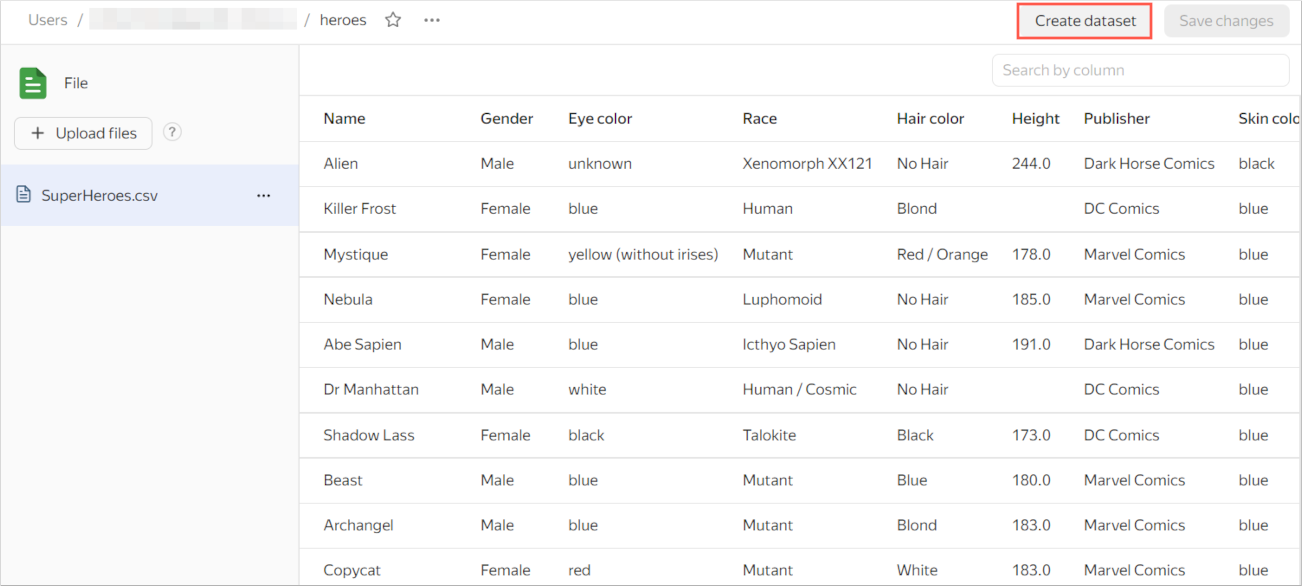 Users / / heroes
Create dataset
Save changes
File
Search by column
+ Upload files ?
SuperHeroes.csv
Name Gender Eye color Race Hair color Height Publisher Skin colo
Alien Male unknown Xenomorph XX121 No Hair 244.0 Dark Horse Comics black
Killer Frost Female blue Human Blond DC Comics blue
Mystique Female yellow (without irises) Mutant Red / Orange 178.0 Marvel Comics blue
Nebula Female blue Luphomoid No Hair 185.0 Marvel Comics blue
Abe Sapien Male blue Icthyo Sapien No Hair 191.0 Dark Horse Comics blue
Dr Manhattan Male white Human / Cosmic No Hair DC Comics blue
Shadow Lass Female black Talokite Black 173.0 DC Comics blue
Beast Male blue Mutant Blue 180.0 Marvel Comics blue
Archangel Male blue Mutant Blond 183.0 Marvel Comics blue
Copycat Female red Mutant White 183.0 Marvel Comics blue